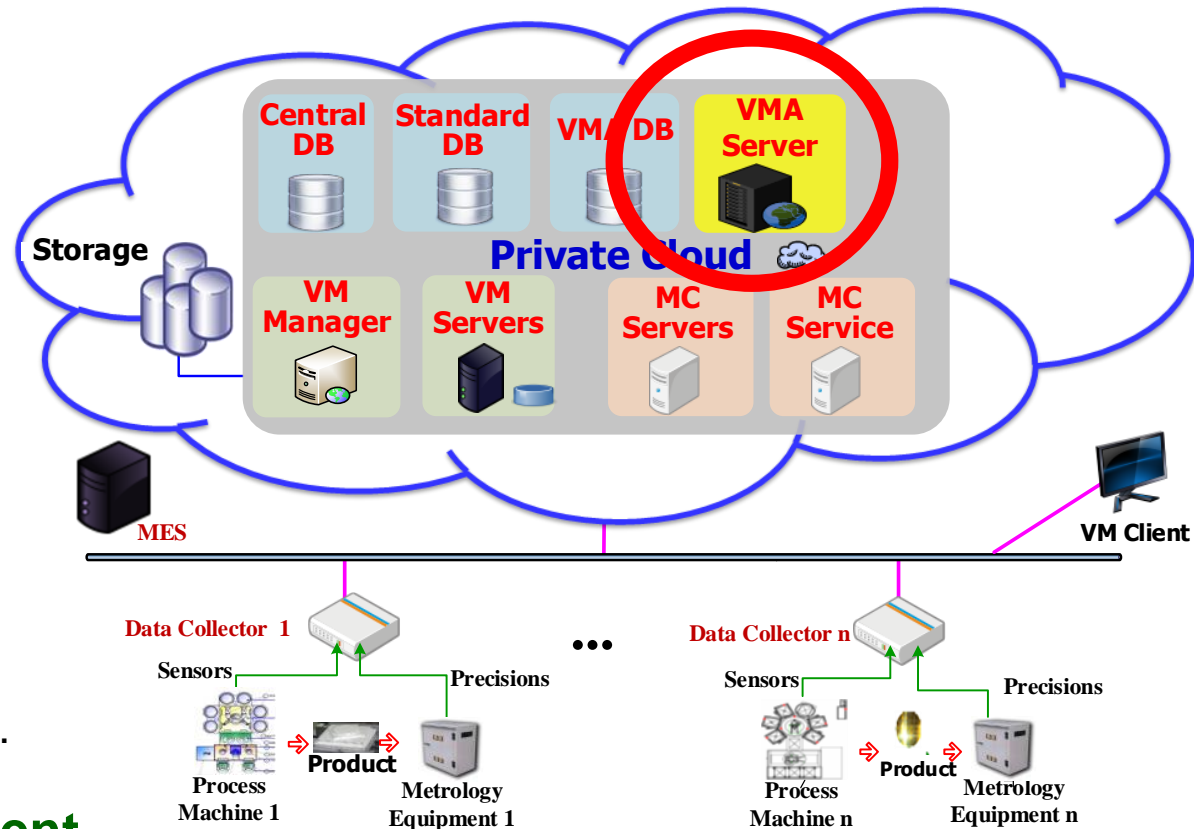 Central
DB
Standard
DB
VMA DB
VMA
Server
Storage
Private Cloud
VM
Manager
VM
Servers
MC
Servers
MC
Service
MES
VM Client
Data Collector 1
...
Data Collector n
Sensors
Precisions
Sensors
Precisions
Product
Product
Process
Machine 1
Metrology
Equipment 1
Process
Machine n
Metrology
Equipment n
.